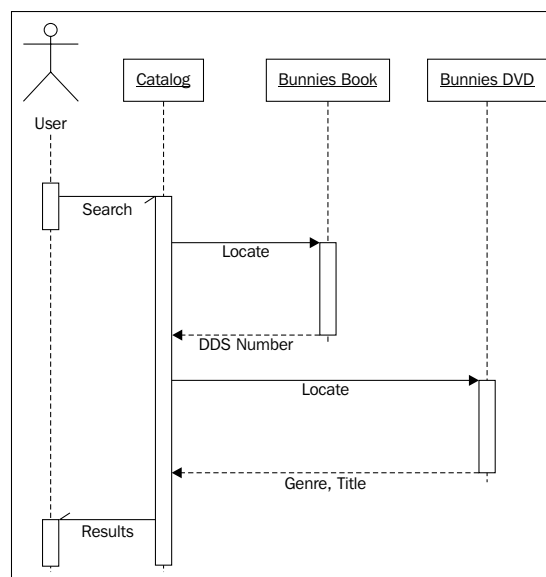 Catalog
Bunnies Book
Bunnies DVD
User
Search
Locate
DDS Number
Locate
Genre, Title
Results